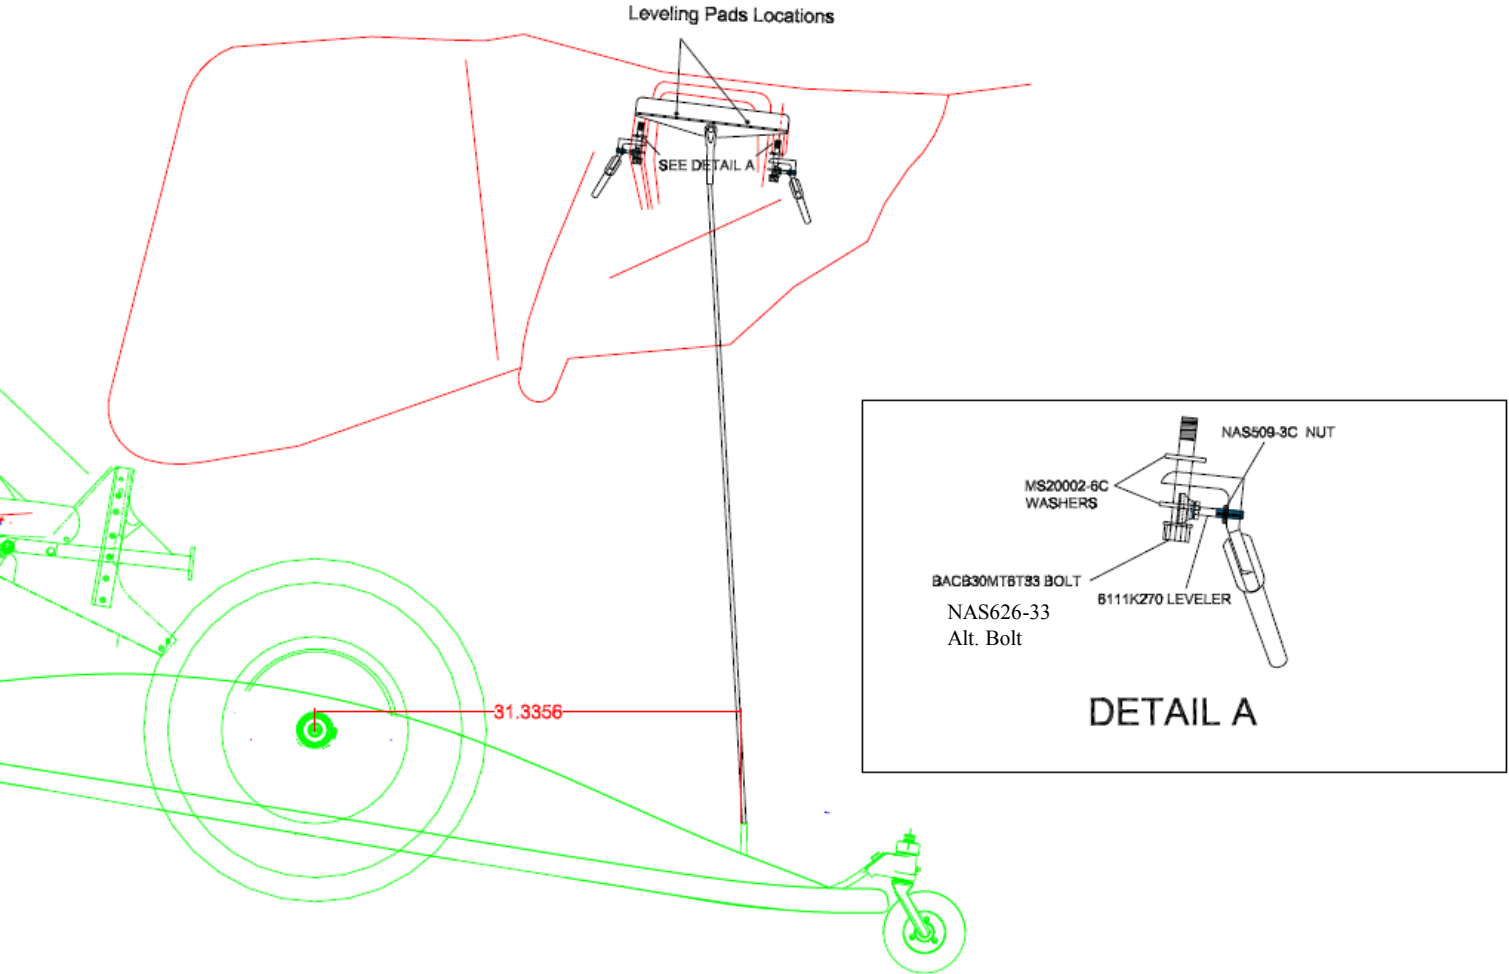 Leveling Pads Locations
SEE DETAIL A
31.3356
NAS509-3C NUT
MS20002-6C
WASHERS
BACB30MT6T33 BOLT
6111K270 LEVELER
NAS626-33
Alt. Bolt
DETAIL A